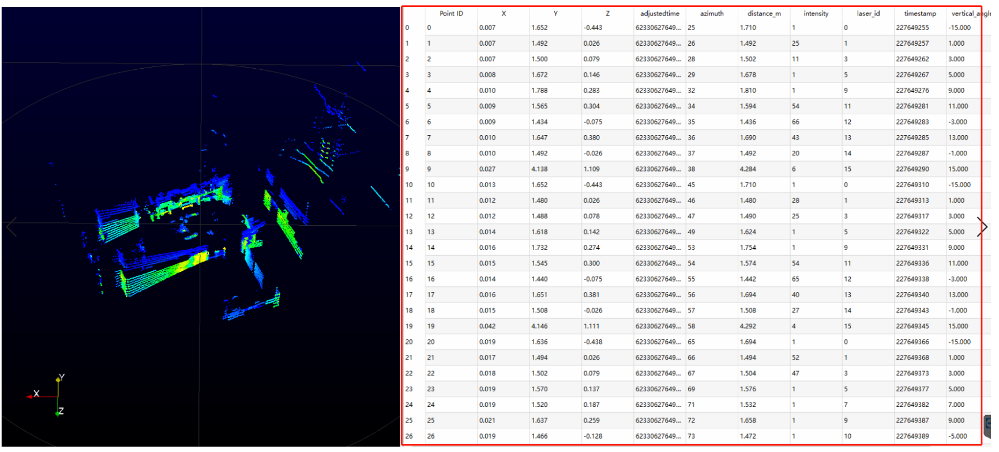 Point ID X Y Z adjustedtime azimuth distance_m intensity laser_id timestamp vertical_angle
0 0 0.007 1.652 -0.443 62330627649... 25 1.710 1 0 227649255 -15.000
1 1 0.007 1.492 0.026 62330627649... 26 1.492 25 1 227649257 1.000
2 2 0.007 1.500 0.079 62330627649... 28 1.502 11 3 227649262 3.000
3 3 0.008 1.672 0.146 62330627649... 29 1.678 1 5 227649267 5.000
4 4 0.010 1.788 0.283 62330627649... 32 1.810 1 9 227649276 9.000
5 5 0.009 1.565 0.304 62330627649... 34 1.594 54 11 227649281 11.000
6 6 0.009 1.434 -0.075 62330627649... 35 1.436 66 12 227649283 -3.000
7 7 0.010 1.647 0.380 62330627649... 36 1.690 43 13 227649285 13.000
8 8 0.010 1.492 -0.026 62330627649... 37 1.492 20 14 227649287 -1.000
9 9 0.027 4.138 1.109 62330627649... 38 4.284 6 15 227649290 15.000
10 10 0.013 1.652 -0.443 62330627649... 45 1.710 1 0 227649310 -15.000
11 11 0.012 1.480 0.026 62330627649... 46 1.480 28 1 227649313 1.000
12 12 0.012 1.488 0.078 62330627649... 47 1.490 25 3 227649317 3.000
13 13 0.014 1.618 0.142 62330627649... 49 1.624 1 5 227649322 5.000
14 14 0.016 1.732 0.274 62330627649... 53 1.754 1 9 227649331 9.000
15 15 0.015 1.545 0.300 62330627649... 54 1.574 54 11 227649336 11.000
16 16 0.014 1.440 -0.075 62330627649... 55 1.442 65 12 227649338 -3.000
17 17 0.016 1.651 0.381 62330627649... 56 1.694 40 13 227649340 13.000
18 18 0.015 1.508 -0.026 62330627649... 57 1.508 27 14 227649343 -1.000
19 19 0.042 4.146 1.111 62330627649... 58 4.292 4 15 227649345 15.000
20 20 0.019 1.636 -0.438 62330627649... 65 1.694 1 0 227649366 -15.000
21 21 0.017 1.494 0.026 62330627649... 66 1.494 52 1 227649368 1.000
22 22 0.018 1.502 0.079 62330627649... 67 1.504 47 3 227649373 3.000
23 23 0.019 1.570 0.137 62330627649... 69 1.576 1 5 227649377 5.000
24 24 0.019 1.520 0.187 62330627649... 71 1.532 1 7 227649382 7.000
25 25 0.021 1.637 0.259 62330627649... 72 1.658 1 9 227649387 9.000
26 26 0.019 1.466 -0.128 62330627649... 73 1.472 1 10 227649389 -5.000
Y
X
Z